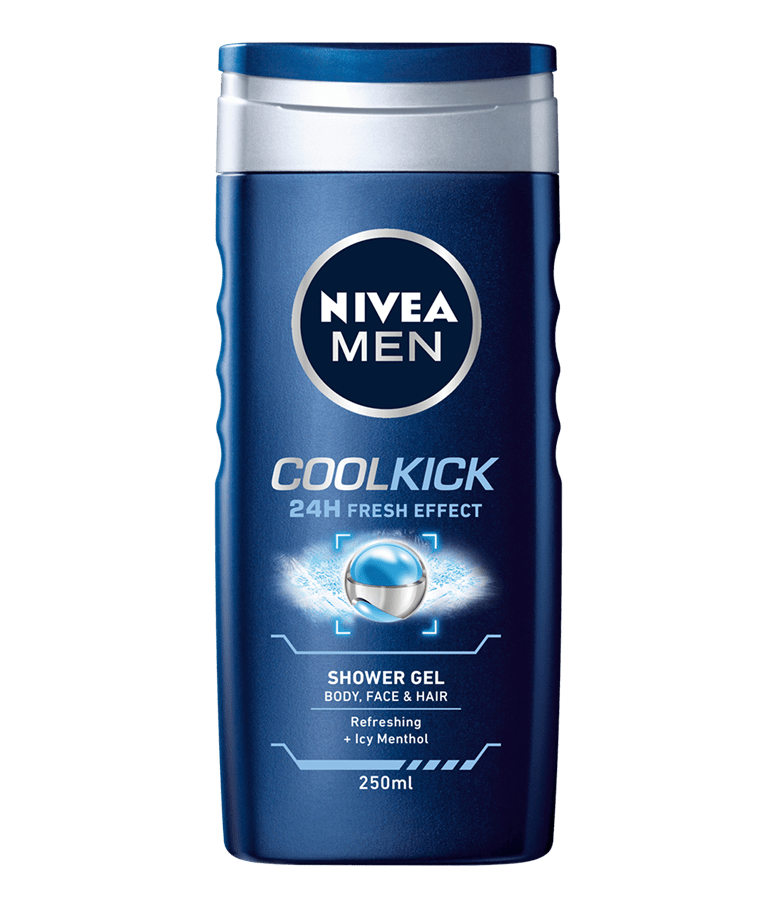 NIVEA
MEN
COOLKICK
24H FRESH EFFECT
SHOWER GEL
BODY, FACE & HAIR
Refreshing
+ Icy Menthol
250ml